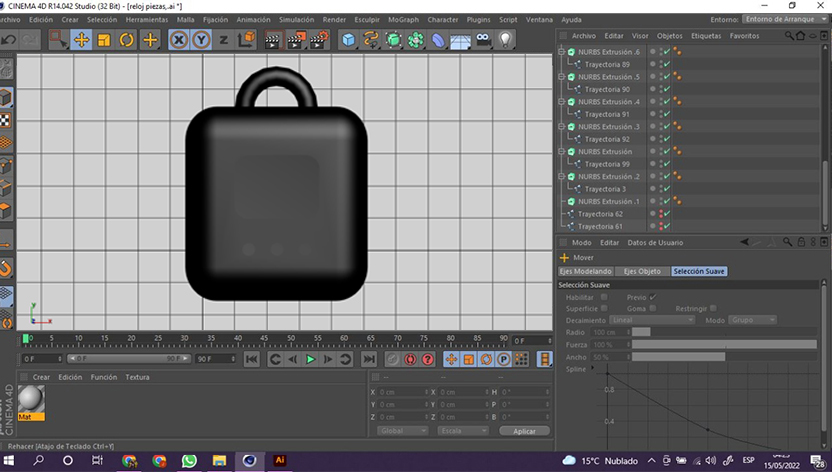 CINEMA 4D R14.042 Studio (32 Bit) - [reloj piezas,.ai *]
Archivo Edición Crear Selección Herramientas Malla Fijación Animación Simulación Render Esculpir MoGraph Character Plugins Script Ventana Ayuda Entorno: Entorno de Arranque
Archivo Editar Visor Objetos Etiquetas Favoritos
NURBS Extrusión .6
Trayectoria 89
NURBS Extrusión .5
Trayectoria 90
NURBS Extrusión .4
Trayectoria 91
NURBS Extrusión .3
Trayectoria 92
NURBS Extrusión
Trayectoria 99
NURBS Extrusión .2
Trayectoria 3
NURBS Extrusión .1
Trayectoria 62
Trayectoria 61
Modo Editar Datos de Usuario
Mover
Ejes Modelando Ejes Objeto Selección Suave
Selección Suave
Habilitar Previo
Superficie Goma Restringir
Decaimiento Lineal Modo Grupo
Radio 100 cm
Fuerza 100 %
Ancho 50 %
Spline
0.8
0.4
X Y Z
Y
X
0 5 10 15 20 25 30 35 40 45 50 55 60 65 70 75 80 85 90 0 F
0 F 0 F 90 F 90 F
P
Crear Edición Función Textura
Mat
-- -- --
X 0 cm X 0 cm H 0 °
Y 0 cm Y 0 cm P 0 °
Z 0 cm Z 0 cm B 0 °
Global Escala Aplicar
CINEMA4D
Rehacer [Atajo de Teclado Ctrl+Y]
Ai
15°C Nublado ESP
15/05/2022
28